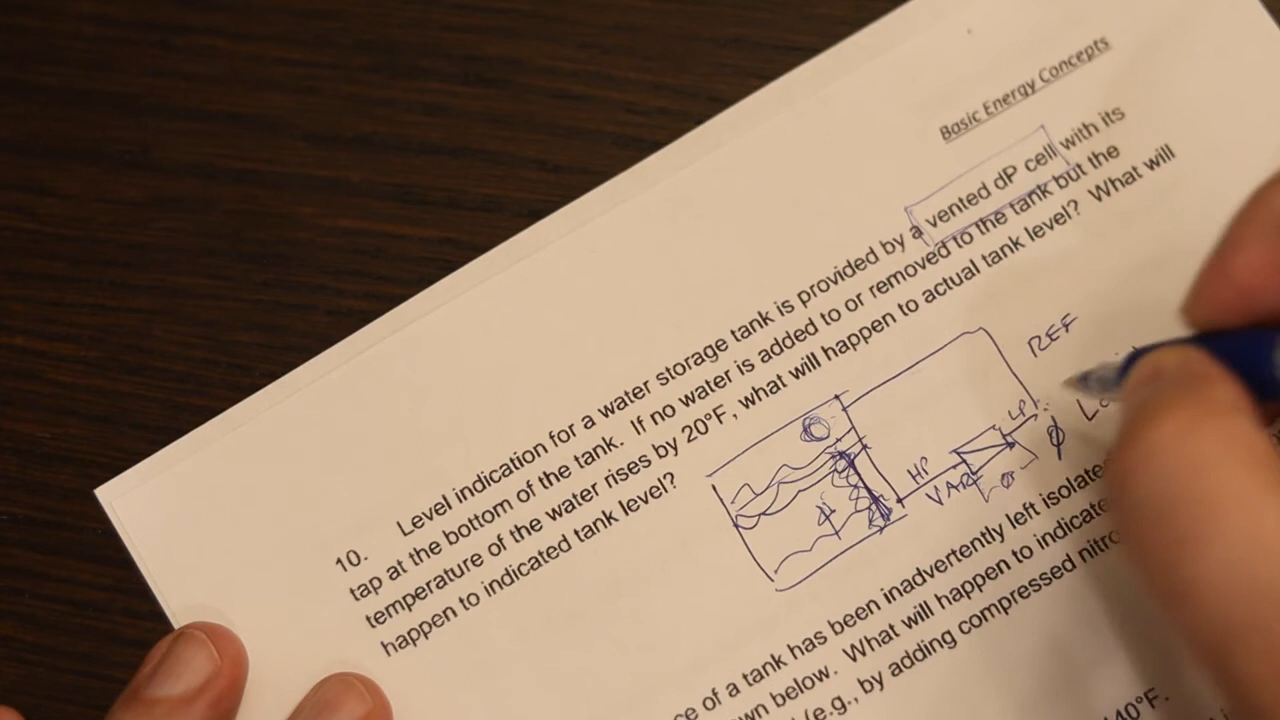 Basic Energy Concepts
10. Level indication for a water storage tank is provided by a vented dP cell with its
tap at the bottom of the tank. If no water is added to or removed to the tank but the
temperature of the water rises by 20°F, what will happen to actual tank level? What will
happen to indicated tank level?
REF
LP
HP
VAR
ce of a tank has been inadvertently left isolate
wn below. What will happen to indicate
(e.g., by adding compressed nitro
40°F.